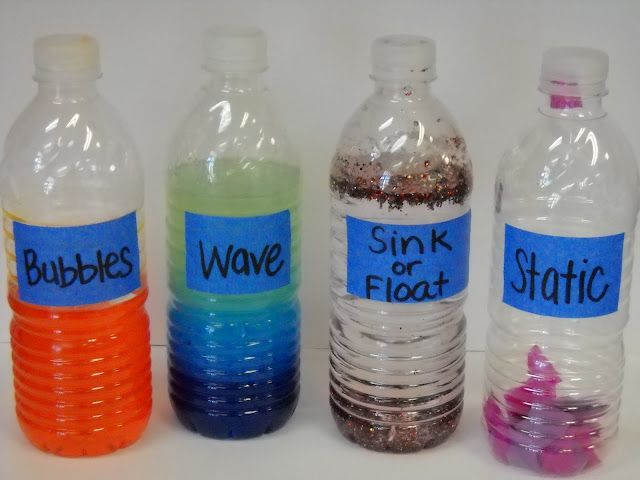 Bubbles
Wave
Sink
or
Float
Static